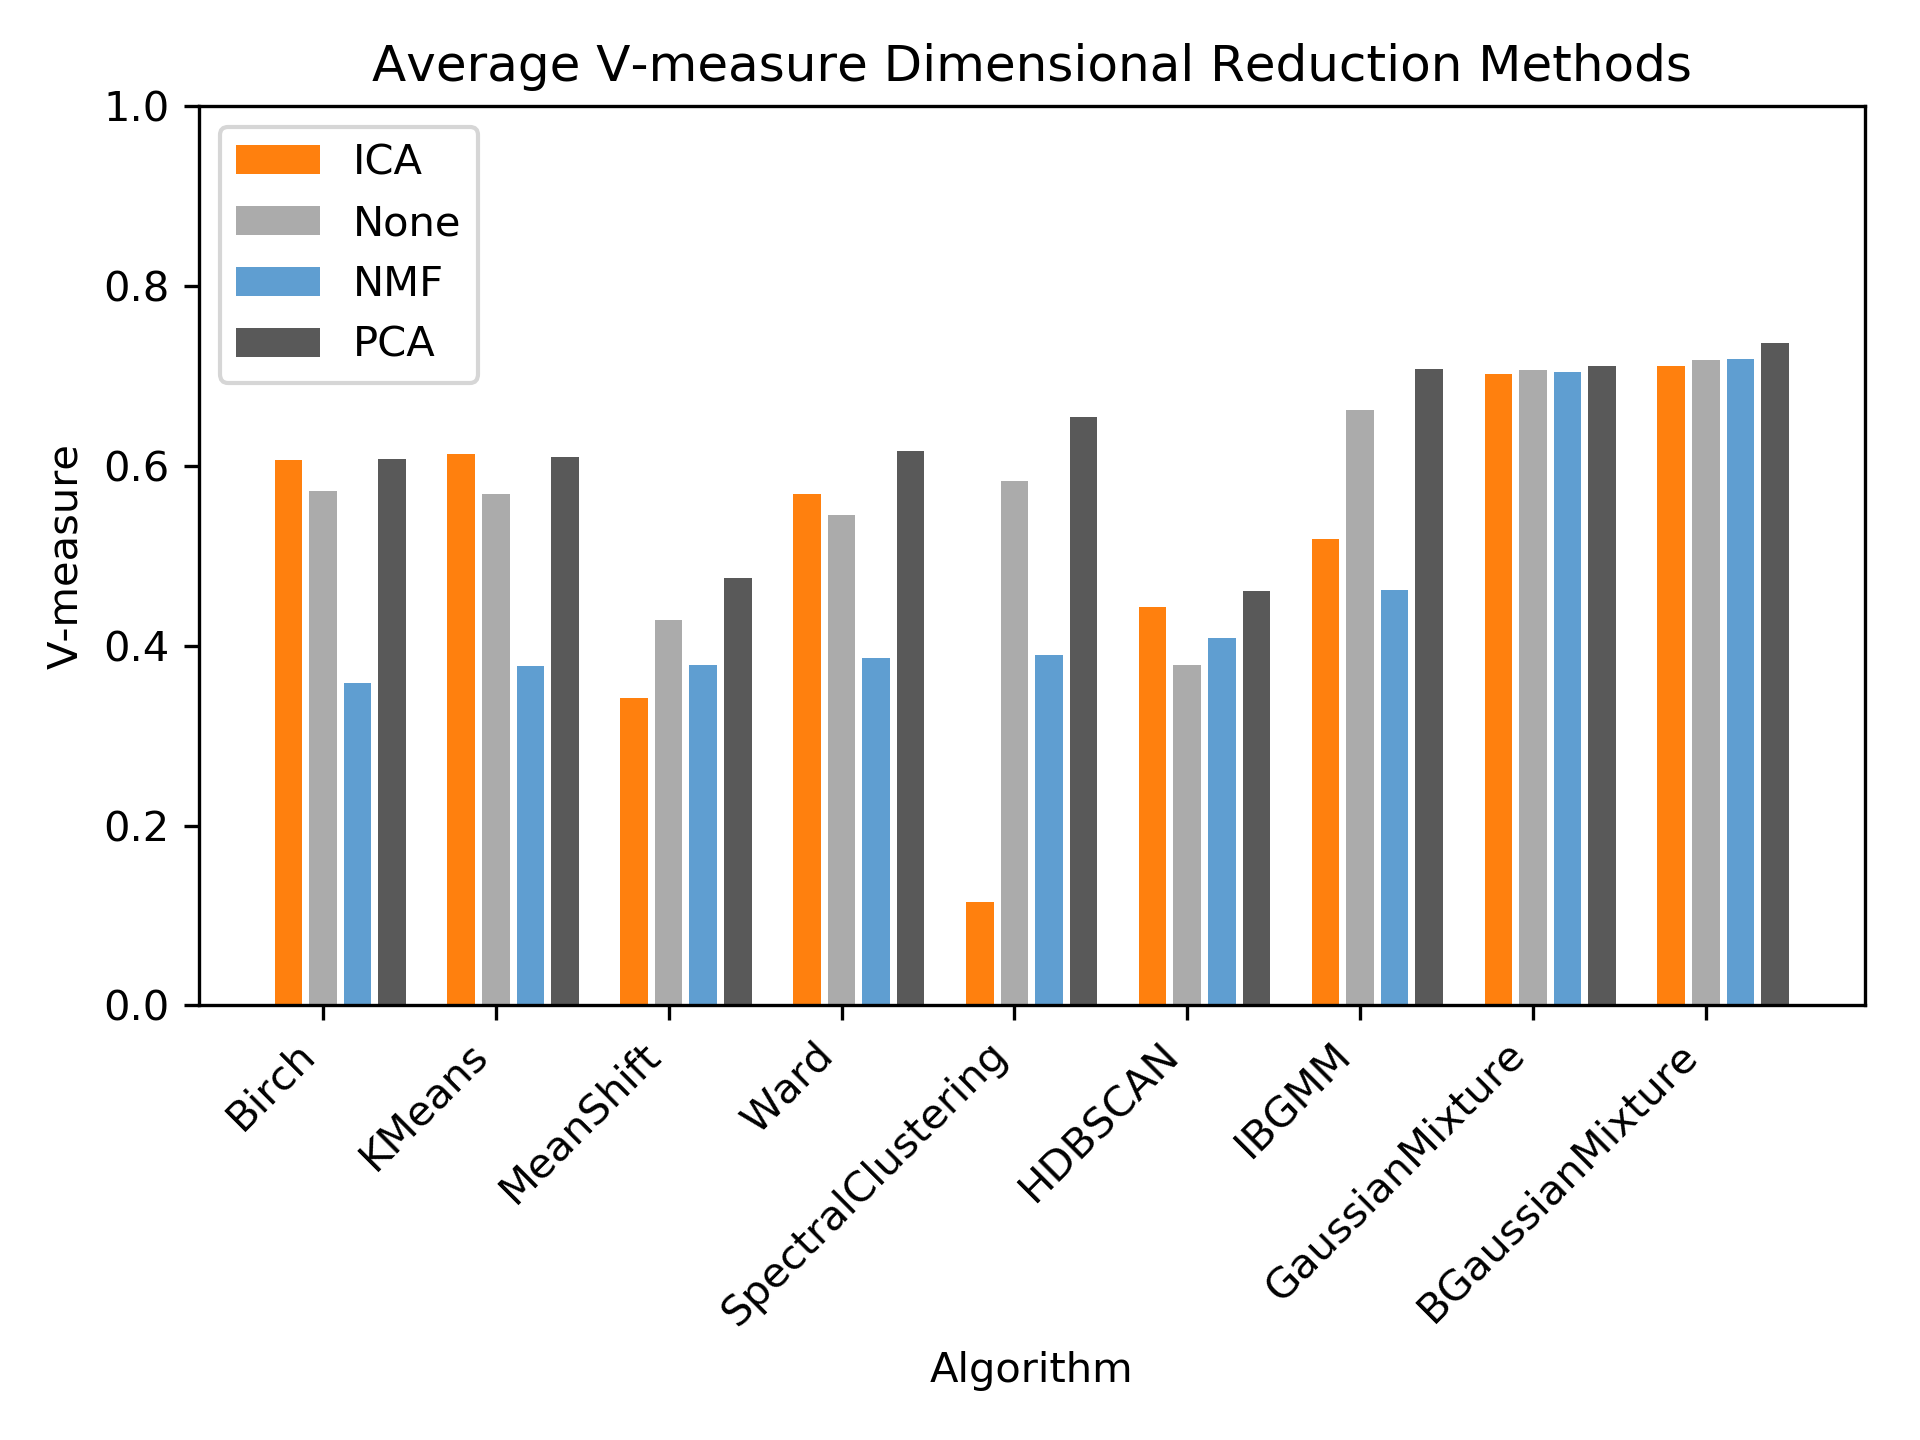 Average V-measure Dimensional Reduction Methods
1.0
0.8
0.6
0.4
0.2
0.0
V-measure
ICA
None
NMF
PCA
Birch
KMeans
MeanShift
Ward
SpectralClustering
HDBSCAN
IBGMM
GaussianMixture
BGaussianMixture
Algorithm